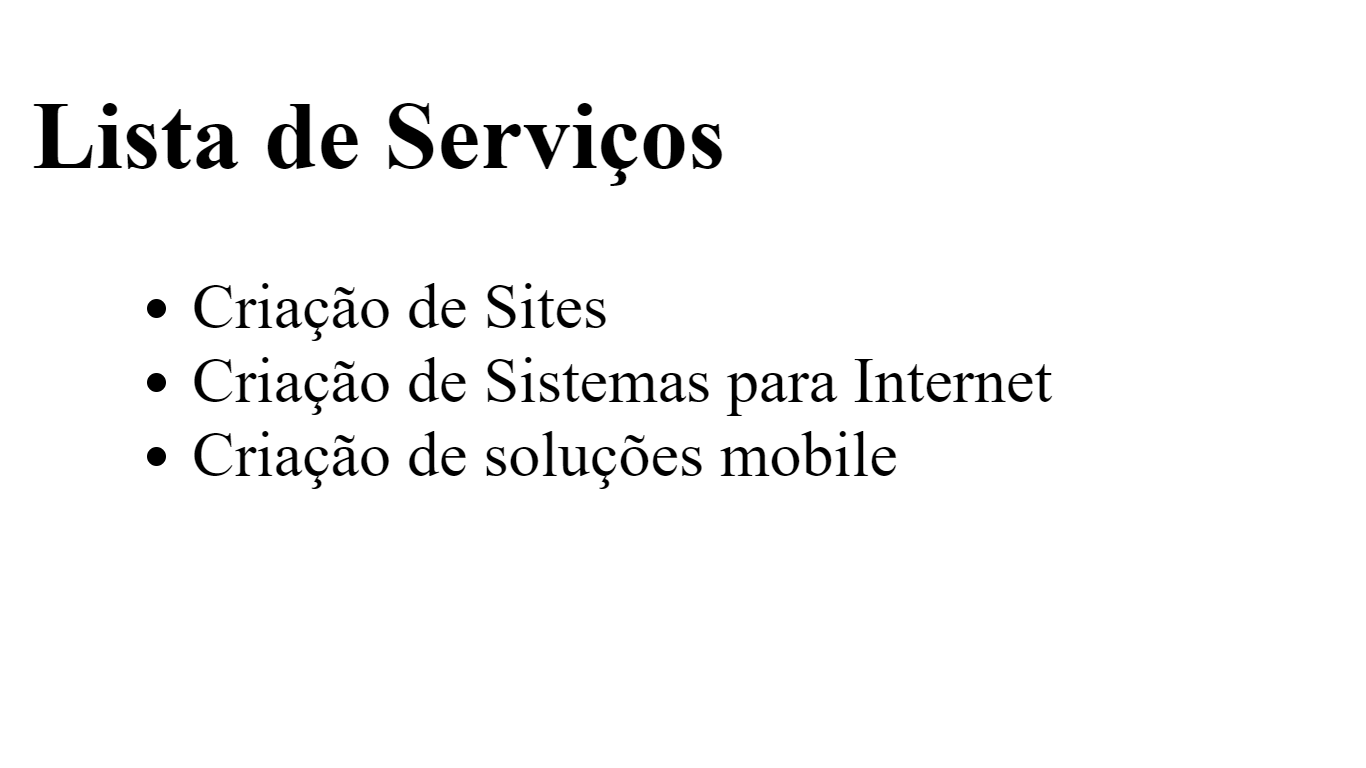 Lista de Serviços
• Criação de Sites
• Criação de Sistemas para Internet
• Criação de soluções mobile